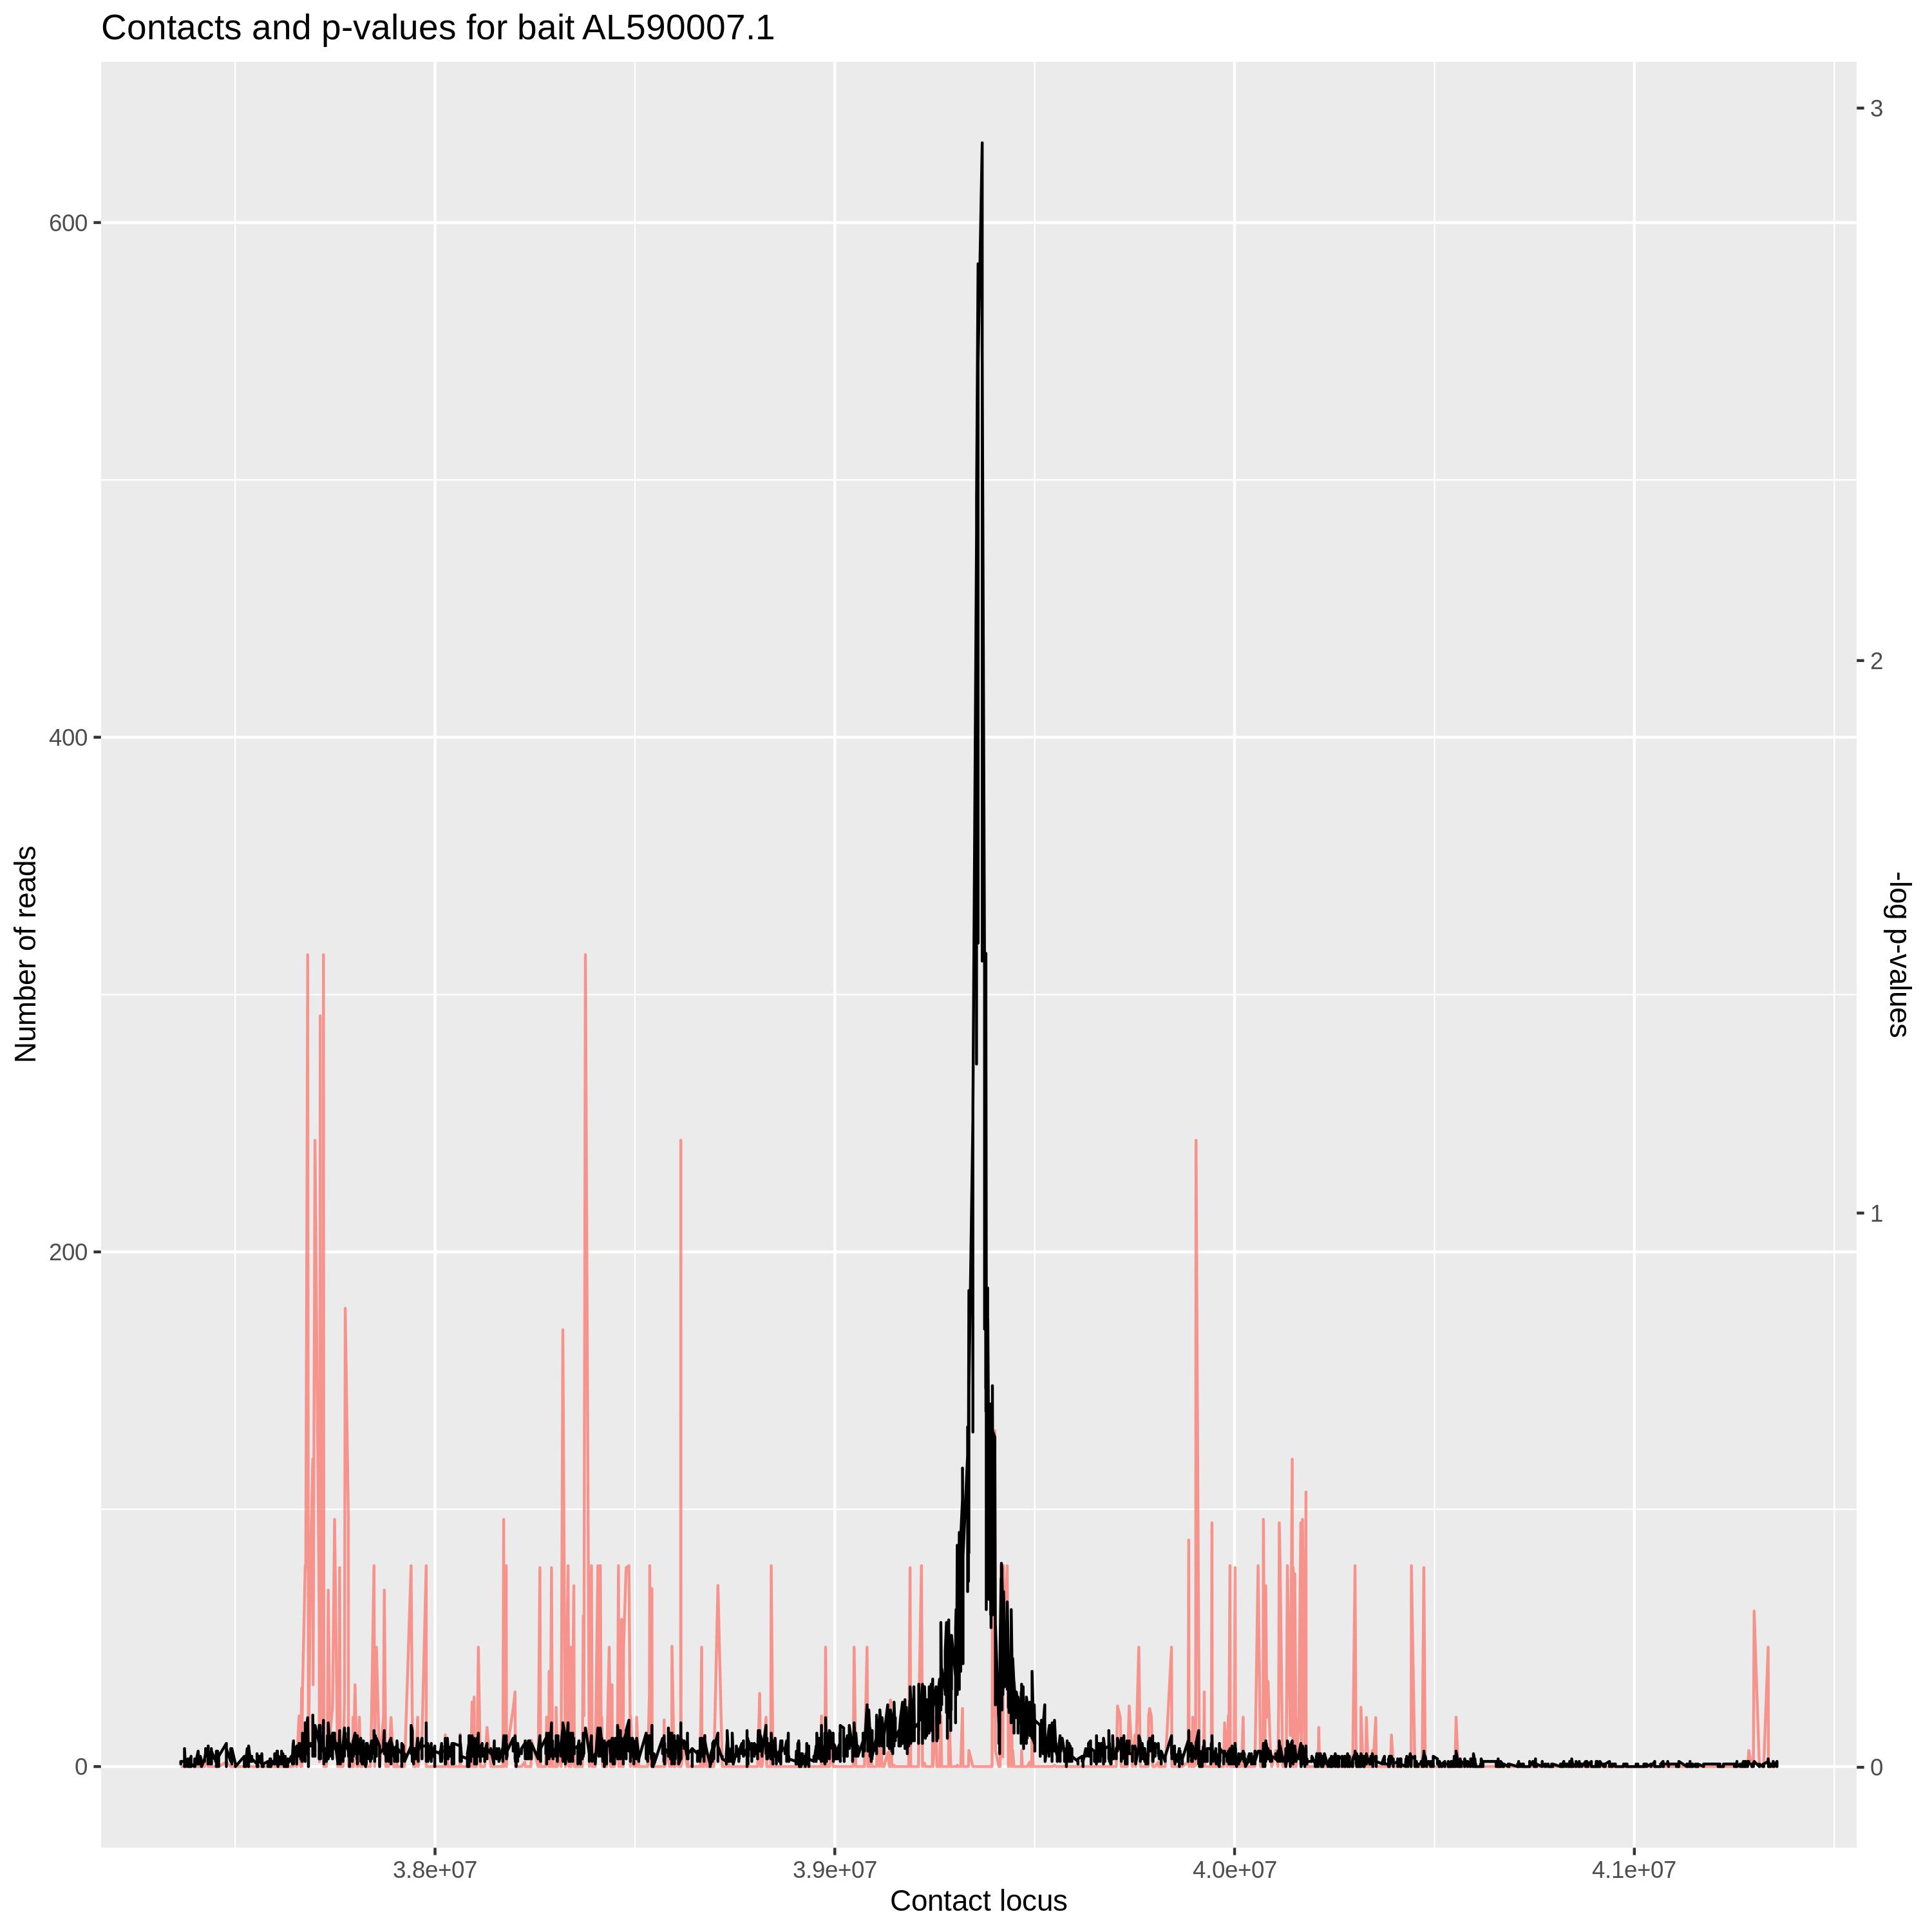 Contacts and p-values for bait AL590007.1
Number of reads
600
400
200
0
3
2
1
0
-log p-values
3.8e+07 3.9e+07 4.0e+07 4.1e+07
Contact locus